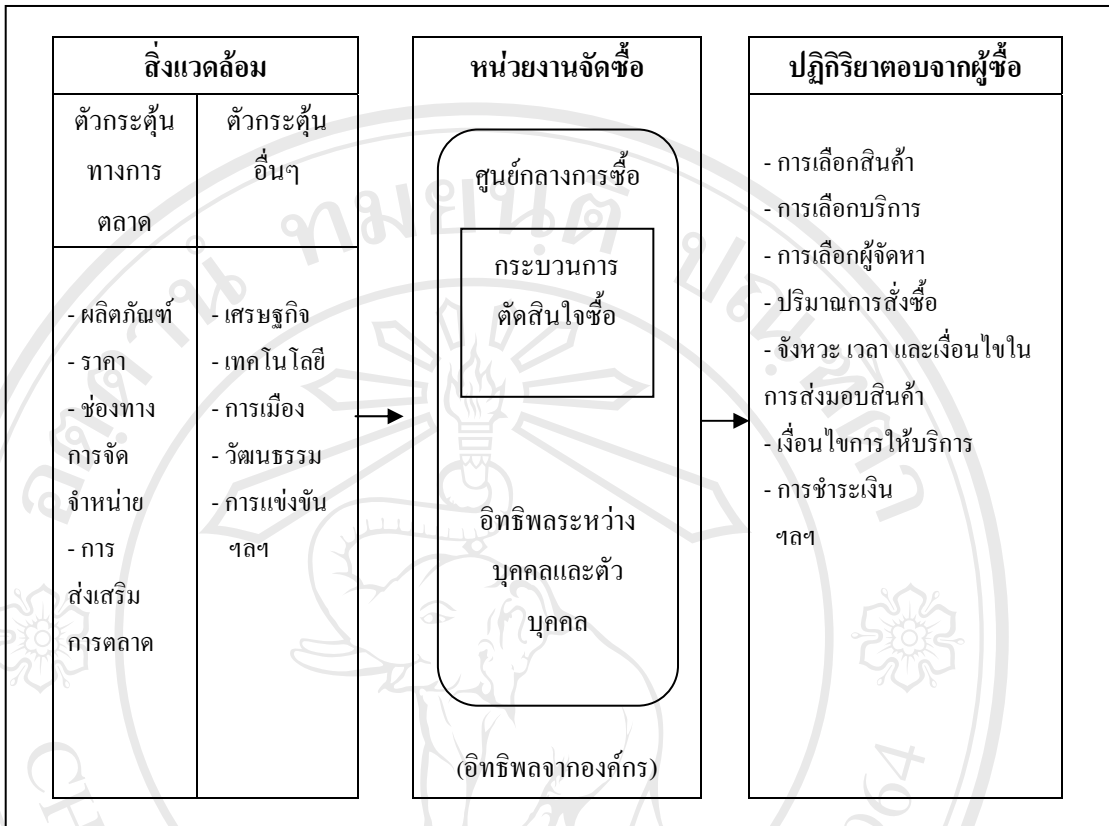 สิ่งแวดล้อม
ตัวกระตุ้น
ทางการ
ตลาด
ตัวกระตุ้น
อื่นๆ
- ผลิตภัณฑ์
- ราคา
- ช่องทาง
การจัด
จำหน่าย
- การ
ส่งเสริม
การตลาด
- เศรษฐกิจ
- เทคโนโลยี
- การเมือง
- วัฒนธรรม
- การแข่งขัน
ฯลฯ
หน่วยงานจัดซื้อ
ศูนย์กลางการซื้อ
กระบวนการ
ตัดสินใจซื้อ
อิทธิพลระหว่าง
บุคคลและตัว
บุคคล
(อิทธิพลจากองค์กร)
ปฏิกิริยาตอบจากผู้ซื้อ
- การเลือกสินค้า
- การเลือกบริการ
- การเลือกผู้จัดหา
- ปริมาณการสั่งซื้อ
- จังหวะ เวลา และเงื่อนไขใน
การส่งมอบสินค้า
- เงื่อนไขการให้บริการ
- การชำระเงิน
ฯลฯ